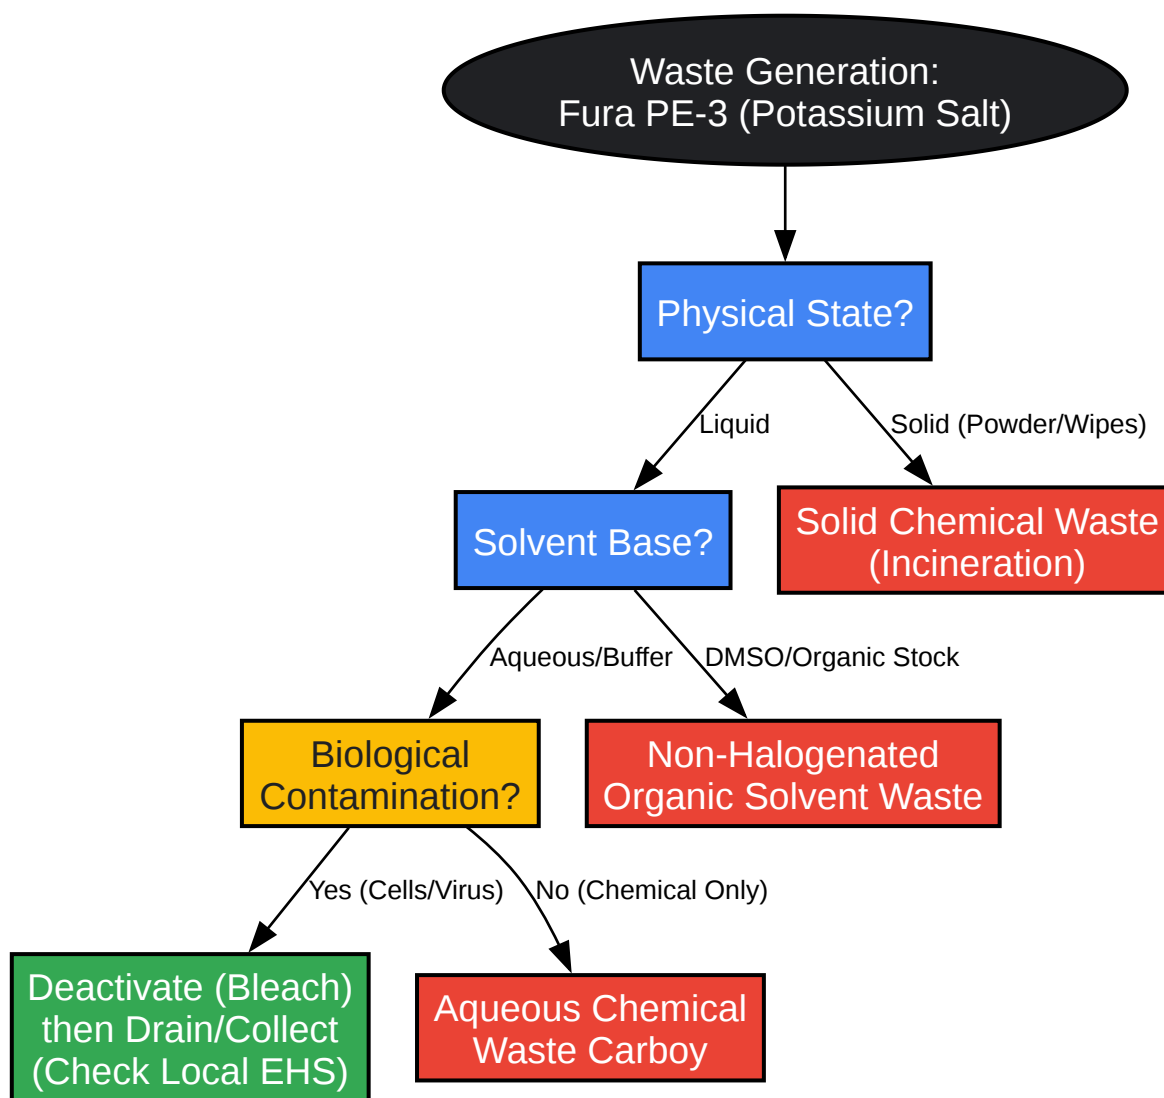 Waste Generation:
Fura PE-3 (Potassium Salt)
Physical State?
Liquid
Solid (Powder/Wipes)
Solvent Base?
Solid Chemical Waste
(Incineration)
Aqueous/Buffer
DMSO/Organic Stock
Biological
Contamination?
Non-Halogenated
Organic Solvent Waste
Yes (Cells/Virus)
No (Chemical Only)
Deactivate (Bleach)
then Drain/Collect
(Check Local EHS)
Aqueous Chemical
Waste Carboy